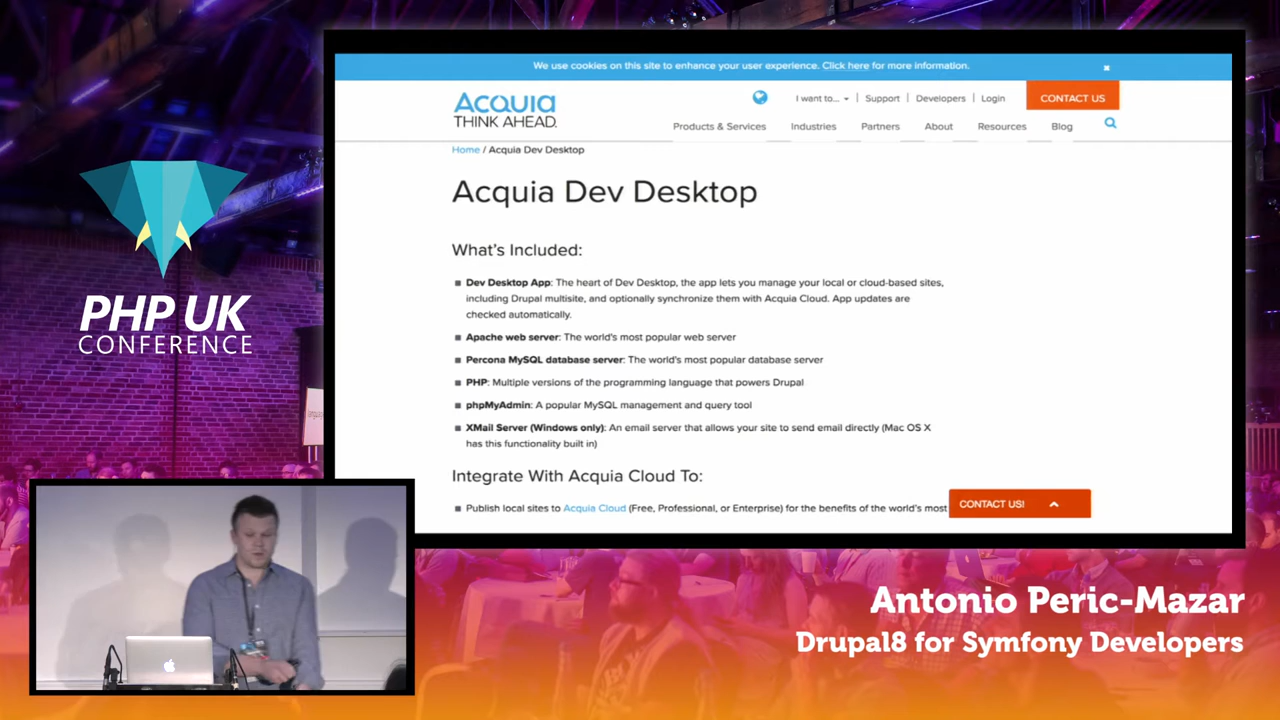 We use cookies on this site to enhance your user experience. Click here for more information.
Acquia
THINK AHEAD.
I want to... Support Developers Login CONTACT US
Products & Services Industries Partners About Resources Blog
Home / Acquia Dev Desktop
Acquia Dev Desktop
What's Included:
Dev Desktop App: The heart of Dev Desktop, the app lets you manage your local or cloud-based sites,
including Drupal multisite, and optionally synchronize them with Acquia Cloud. App updates are
checked automatically.
Apache web server: The world's most popular web server
Percona MySQL database server: The world's most popular database server
PHP: Multiple versions of the programming language that powers Drupal
phpMyAdmin: A popular MySQL management and query tool
XMail Server (Windows only): An email server that allows your site to send email directly (Mac OS X
has this functionality built in)
Integrate With Acquia Cloud To:
Publish local sites to Acquia Cloud (Free, Professional, or Enterprise) for the benefits of the world's most
CONTACT US!
PHP UK
CONFERENCE
Antonio Peric-Mazar
Drupal8 for Symfony Developers